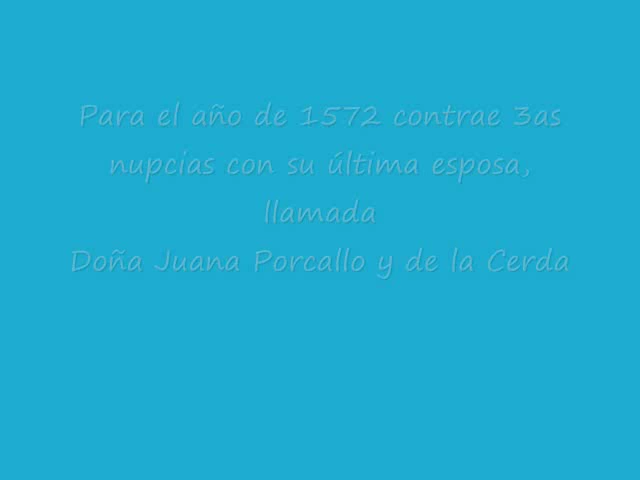 Para el año de 1572 contrae 3as
nupcias con su última esposa,
llamada
Doña Juana Porcallo y de la Cerda